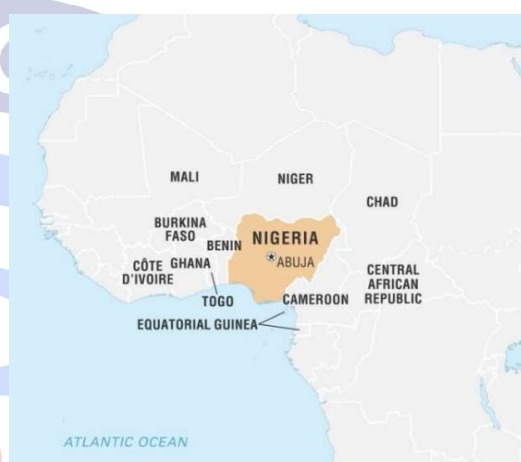 MALI
NIGER
CHAD
BURKINA
FASO
BENIN
NIGERIA
ABUJA
CÔTE
D'IVOIRE
GHANA
TOGO
CAMEROON
CENTRAL
AFRICAN
REPUBLIC
EQUATORIAL GUINEA
ATLANTIC OCEAN